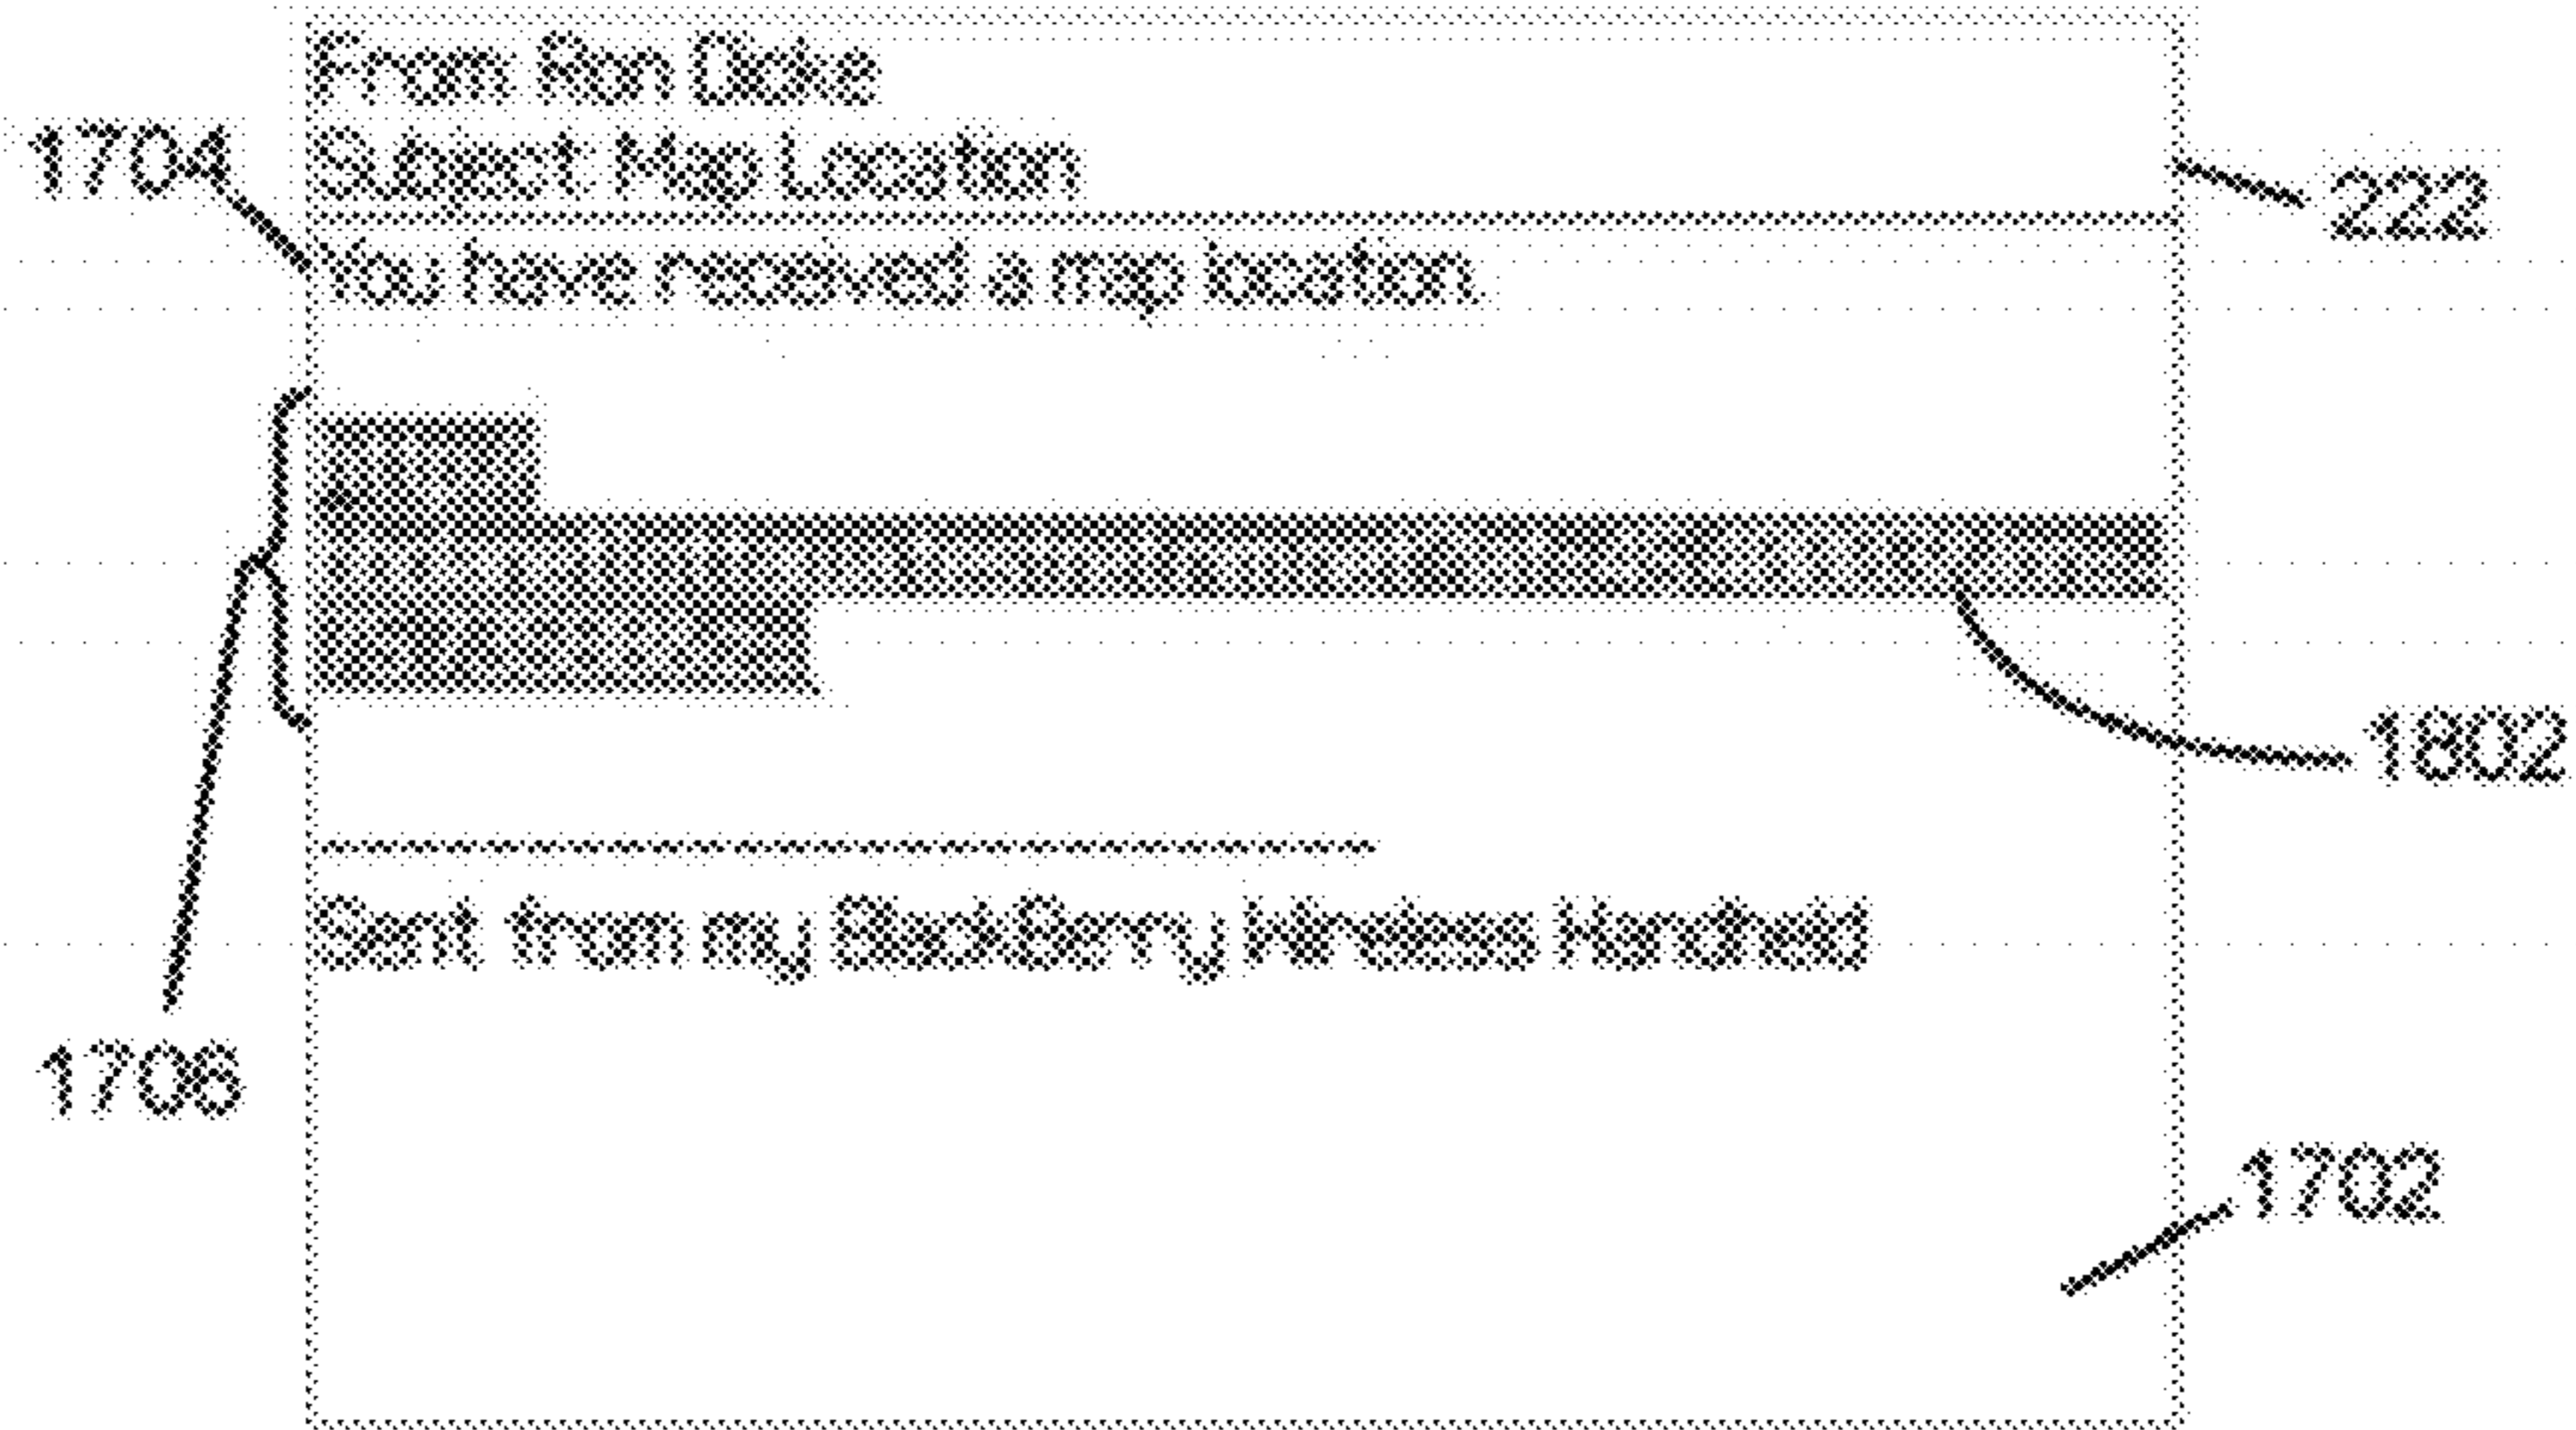 From Ron Dicke
1704
Subject Map Location
222
You have received a map location.
1802
Sent from my BlackBerry Wireless Handheld
1706
1702